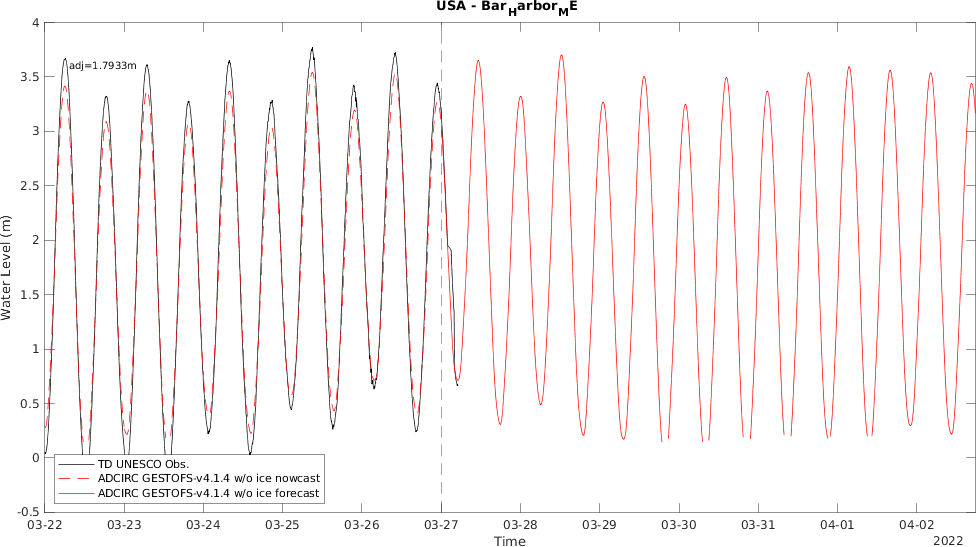 USA - Bar_Harbor_ME
4
adj=1.7933m
3.5
3
2.5
2
1.5
1
0.5
0
-0.5
Water Level (m)
TD UNESCO Obs.
ADCIRC GESTOFS-v4.1.4 w/o ice nowcast
ADCIRC GESTOFS-v4.1.4 w/o ice forecast
03-22 03-23 03-24 03-25 03-26 03-27 03-28 03-29 03-30 03-31 04-01 04-02
Time
2022